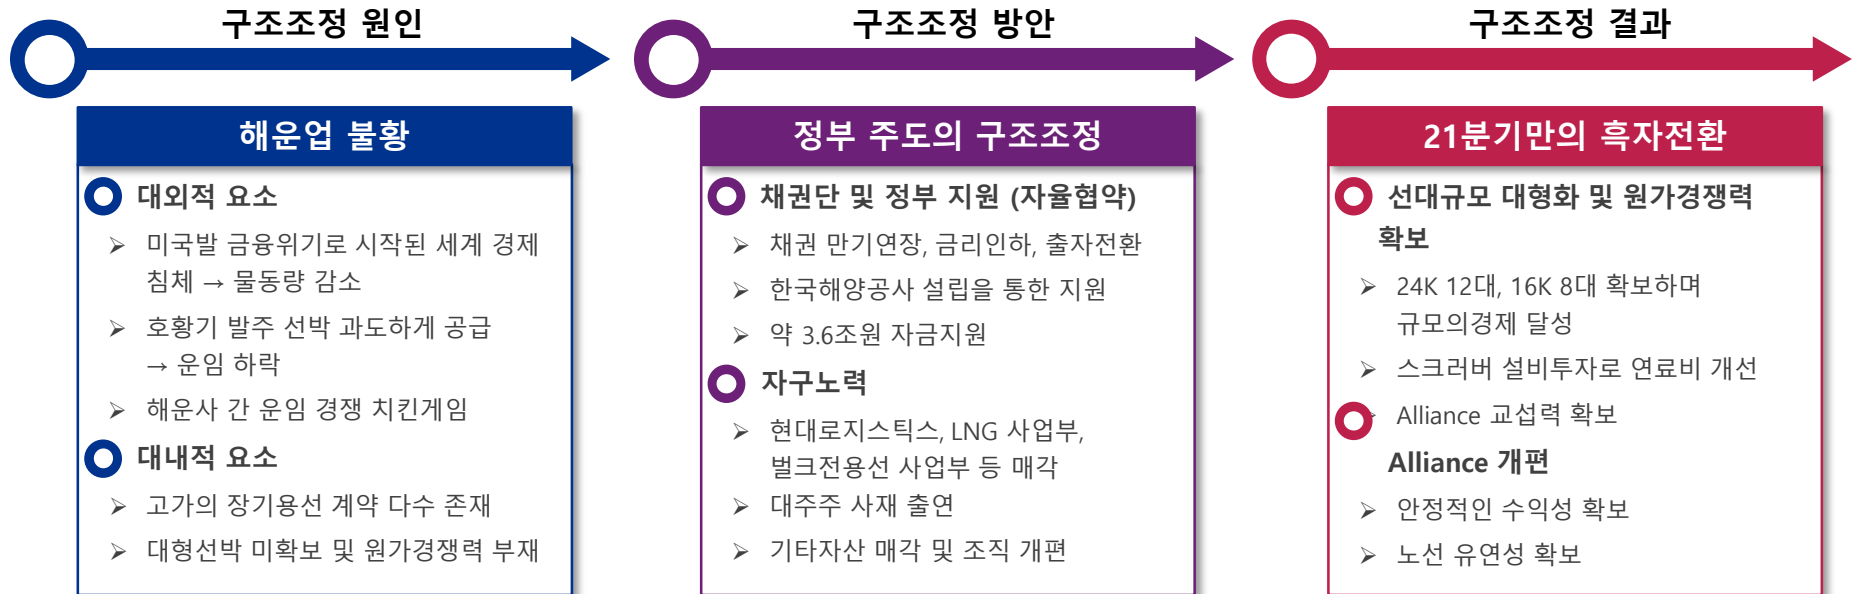 구조조정 원인
해운업 불황
대외적 요소
➢ 미국발 금융위기로 시작된 세계 경제
침체 → 물동량 감소
➢ 호황기 발주 선박 과도하게 공급
→ 운임 하락
➢ 해운사 간 운임 경쟁 치킨게임
대내적 요소
➢ 고가의 장기용선 계약 다수 존재
➢ 대형선박 미확보 및 원가경쟁력 부재
구조조정 방안
정부 주도의 구조조정
채권단 및 정부 지원 (자율협약)
➢ 채권 만기연장, 금리인하, 출자전환
➢ 한국해양공사 설립을 통한 지원
➢ 약 3.6조원 자금지원
자구노력
➢ 현대로지스틱스, LNG 사업부,
벌크전용선 사업부 등 매각
➢ 대주주 사재 출연
➢ 기타자산 매각 및 조직 개편
구조조정 결과
21분기만의 흑자전환
선대규모 대형화 및 원가경쟁력
확보
➢ 24K 12대, 16K 8대 확보하며
규모의경제 달성
➢ 스크러버 설비투자로 연료비 개선
➢ Alliance 교섭력 확보
Alliance 개편
➢ 안정적인 수익성 확보
➢ 노선 유연성 확보